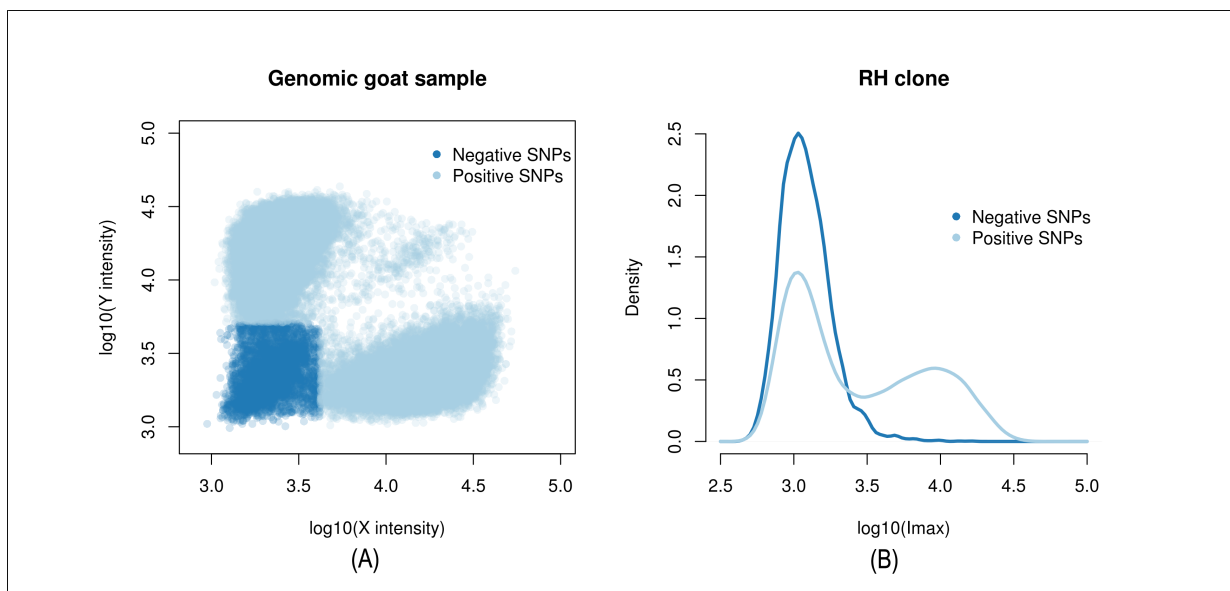 Genomic goat sample
5.0
4.5
4.0
3.5
3.0
log10(Y intensity)
Negative SNPs
Positive SNPs
3.0 3.5 4.0 4.5 5.0
log10(X intensity)
(A)
RH clone
2.5
2.0
1.5
1.0
0.5
0.0
Density
Negative SNPs
Positive SNPs
2.5 3.0 3.5 4.0 4.5 5.0
log10(Imax)
(B)